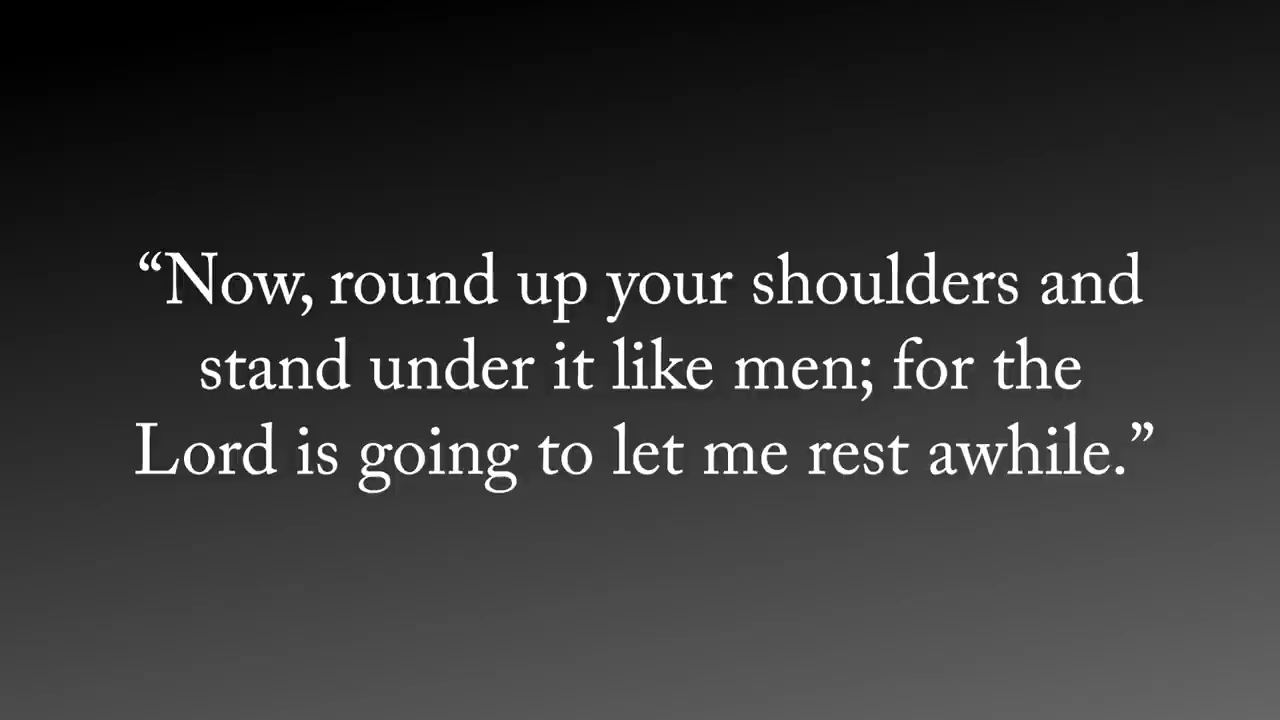 “Now, round up your shoulders and
stand under it like men; for the
Lord is going to let me rest awhile.”